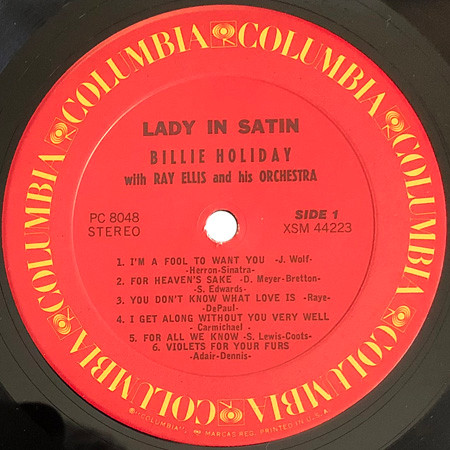 COLUMBIA COLUMBIA COLUMBIA COLUMBIA COLUMBIA COLUMBIA
LADY IN SATIN
BILLIE HOLIDAY
with RAY ELLIS and his ORCHESTRA
PC 8048 SIDE 1
STEREO XSM 44223
1. I'M A FOOL TO WANT YOU -J. Wolf-
Herron-Sinatra-
2. FOR HEAVEN'S SAKE -D. Meyer-Bretton-
-S. Edwards-
3. YOU DON'T KNOW WHAT LOVE IS -Raye-
-DePaul-
4. I GET ALONG WITHOUT YOU VERY WELL
- Carmichael -
5. FOR ALL WE KNOW -S. Lewis-Coots-
6. VIOLETS FOR YOUR FURS
-Adair-Dennis-
"COLUMBIA", MARCAS REG. PRINTED IN U.S.A.